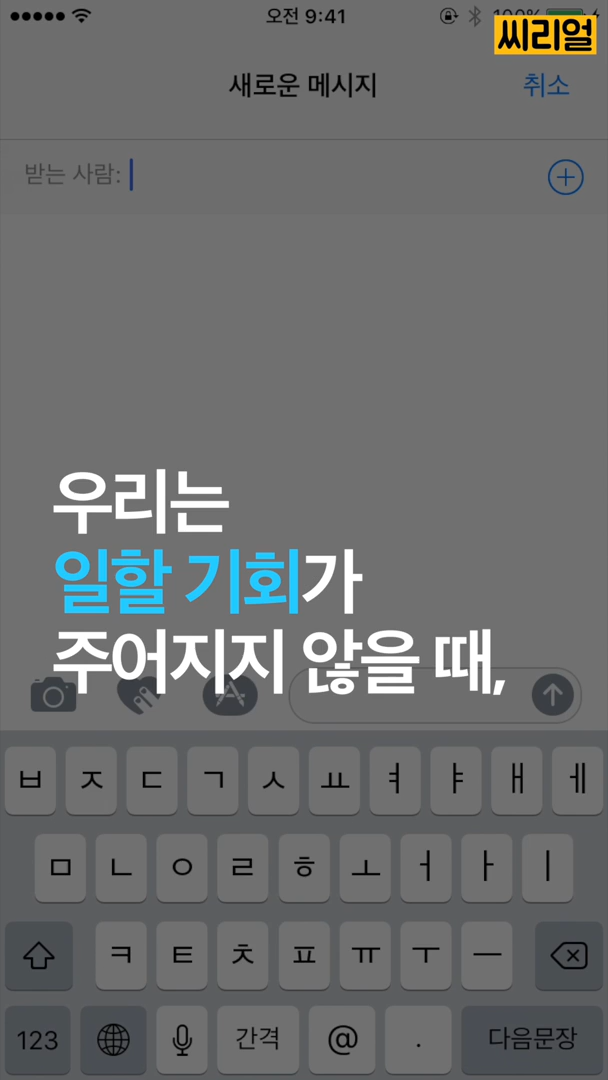 오전 9:41
100%
씨리얼
새로운 메시지
취소
받는 사람:
우리는
일할 기회가
주어지지 않을 때,
ㅂ ㅈ ㄷ ㄱ ㅅ ㅛ ㅕ ㅑ ㅐ ㅔ
ㅁ ㄴ ㅇ ㄹ ㅎ ㅗ ㅓ ㅏ ㅣ
ㅋ ㅌ ㅊ ㅍ ㅠ ㅜ ㅡ
123 간격 @ . 다음문장